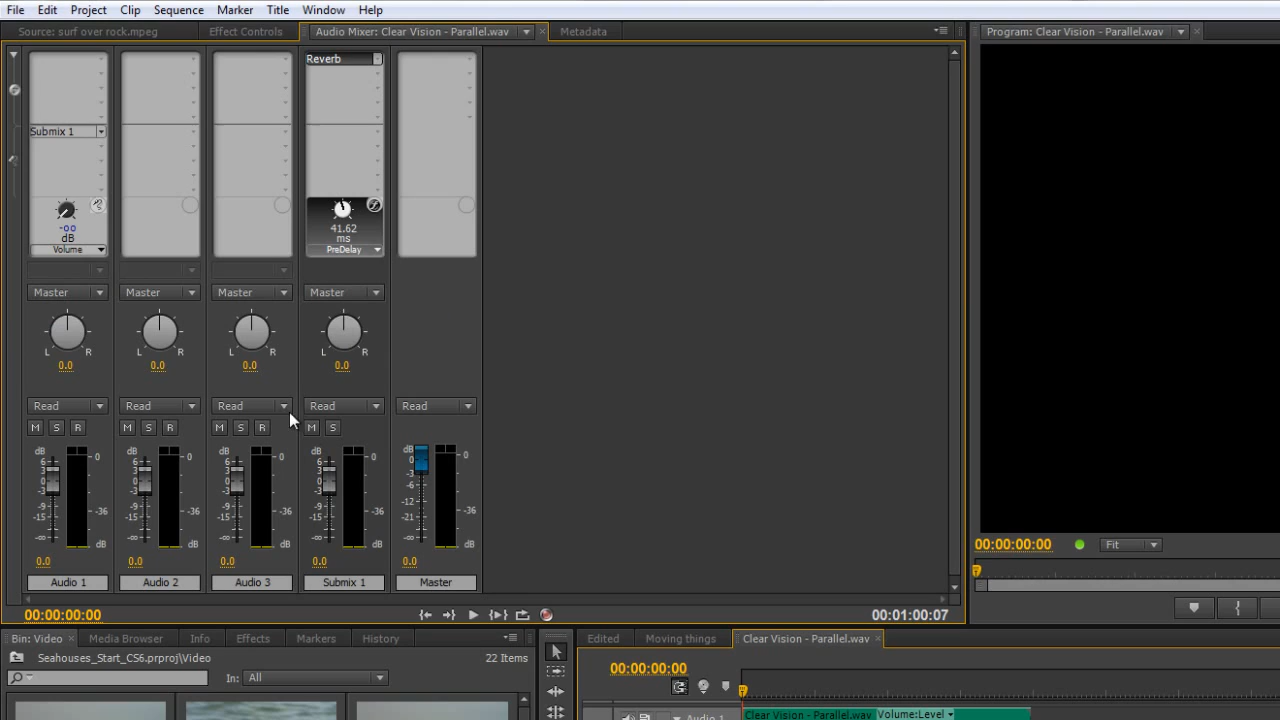 File Edit Project Clip Sequence Marker Title Window Help
Source: surf over rock.mpeg Effect Controls Audio Mixer: Clear Vision - Parallel.wav Metadata Program: Clear Vision - Parallel.wav
Reverb
Submix 1
-oo 41.62
dB ms
Volume PreDelay
Master Master Master Master
L R L R L R L R
0.0 0.0 0.0 0.0
Read Read Read Read Read
M S R M S R M S R M S
dB dB dB dB dB
6 0 6 0 6 0 6 0 6 0
3 3 3 3 0
0 0 0 0 -3
-3 -3 -3 -3 -6
-9 -36 -9 -36 -9 -36 -9 -36 -12 -36
-15 -15 -15 -15 -21
-oo dB -oo dB -oo dB -oo dB -oo dB
00:00:00:00 Fit
0.0 0.0 0.0 0.0 0.0
Audio 1 Audio 2 Audio 3 Submix 1 Master
00:00:00:00 00:01:00:07
Bin: Video Media Browser Info Effects Markers History Edited Moving things Clear Vision - Parallel.wav
Seahouses_Start_CS6.prproj\Video 22 Items 00:00:00:00
In: All
Audio 1 Clear Vision - Parallel.wav Volume:Level